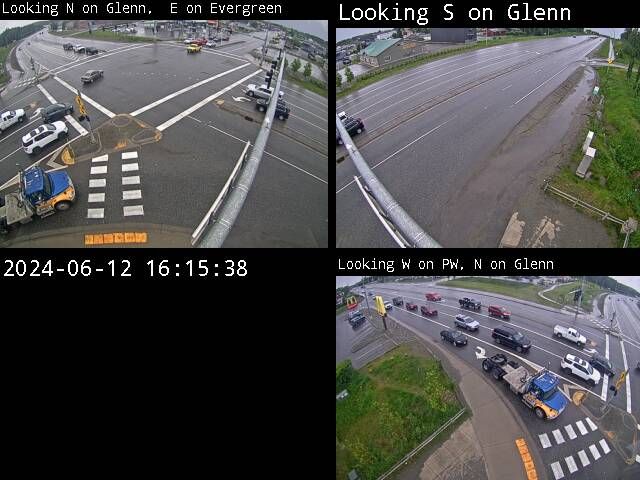 Looking N on Glenn, E on Evergreen
Looking S on Glenn
2024-06-12 16:15:38
Looking W on PW, N on Glenn